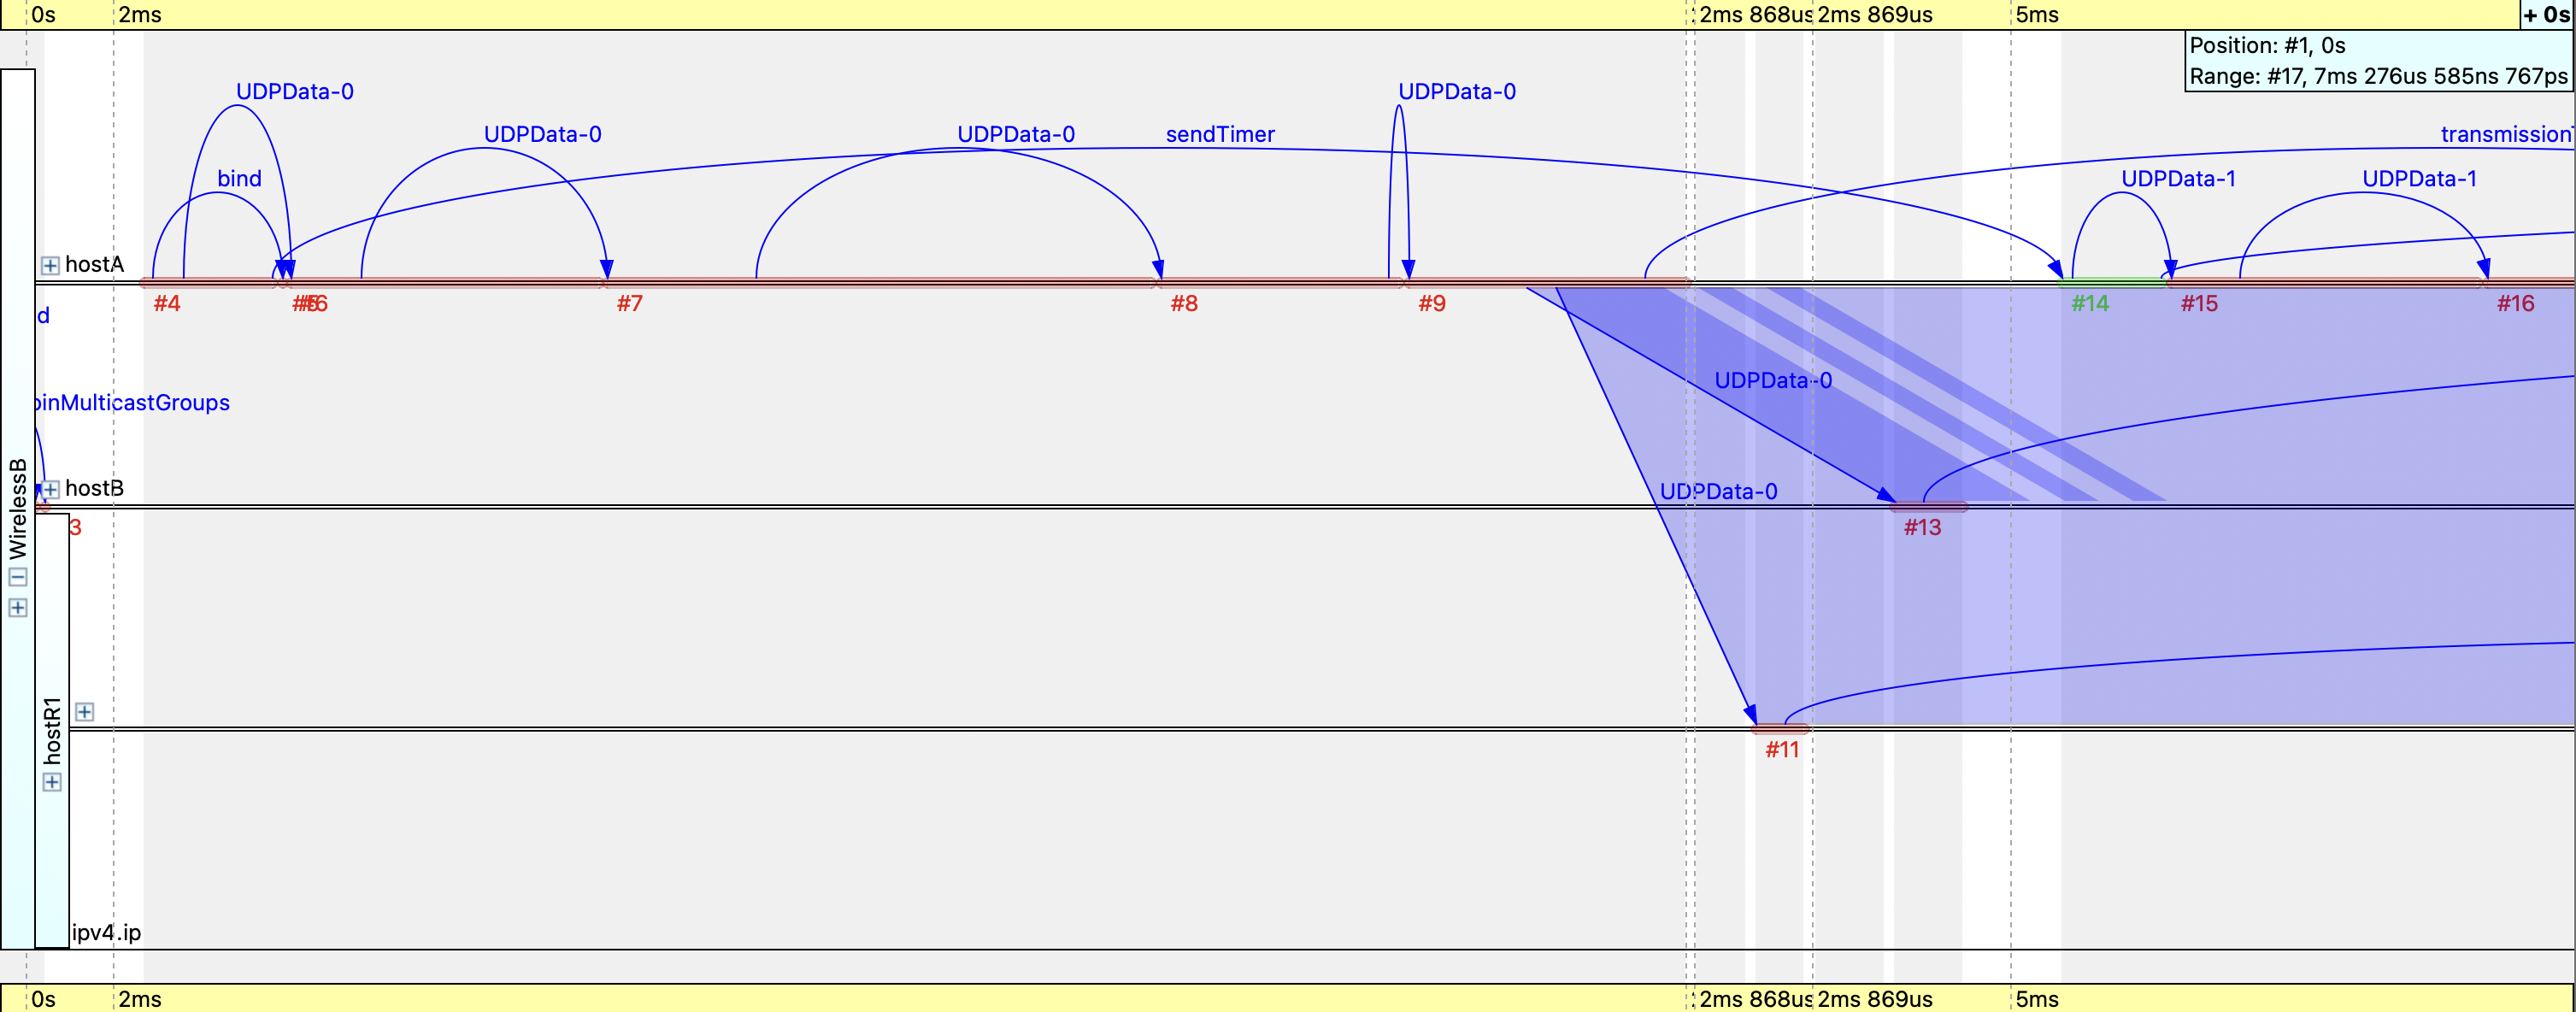 0s 2ms 2ms 868us 2ms 869us 5ms + 0s
Position: #1, 0s
Range: #17, 7ms 276us 585ns 767ps
UDPData-0 UDPData-0
UDPData-0 UDPData-0 sendTimer transmission
bind UDPData-1 UDPData-1
hostA
#4 #6 #7 #8 #9 #14 #15 #16
d
UDPData-0
oinMulticastGroups
WirelessB
hostB UDPData-0
3 #13
hostR1
#11
ipv4.ip
0s 2ms 2ms 868us 2ms 869us 5ms